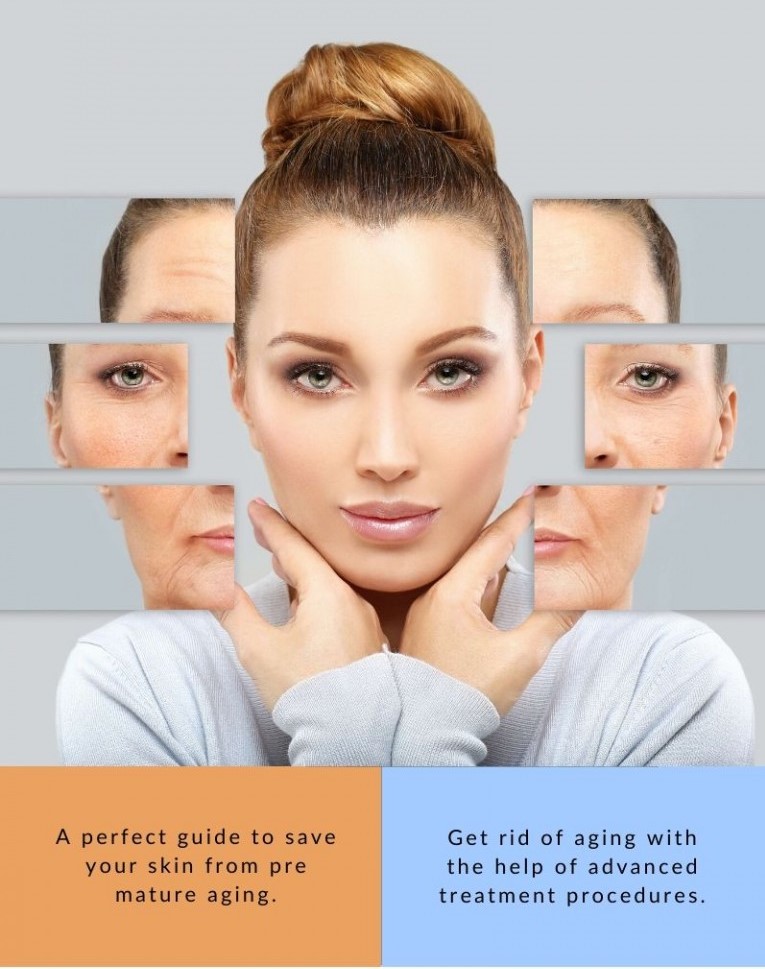 A perfect guide to save
your skin from pre
mature aging.
Get rid of aging with
the help of advanced
treatment procedures.